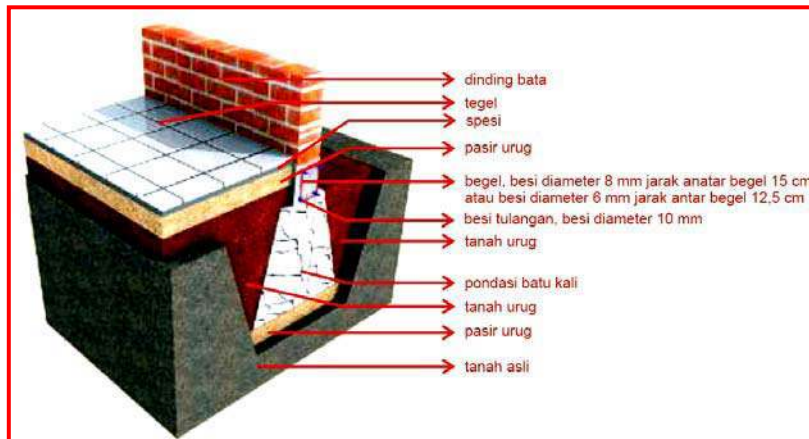 dinding bata
tegel
spesi
pasir urug
begel, besi diameter 8 mm jarak anatar begel 15 cm
atau besi diameter 6 mm jarak antar begel 12,5 cm
besi tulangan, besi diameter 10 mm
tanah urug
pondasi batu kali
tanah urug
pasir urug
tanah asli